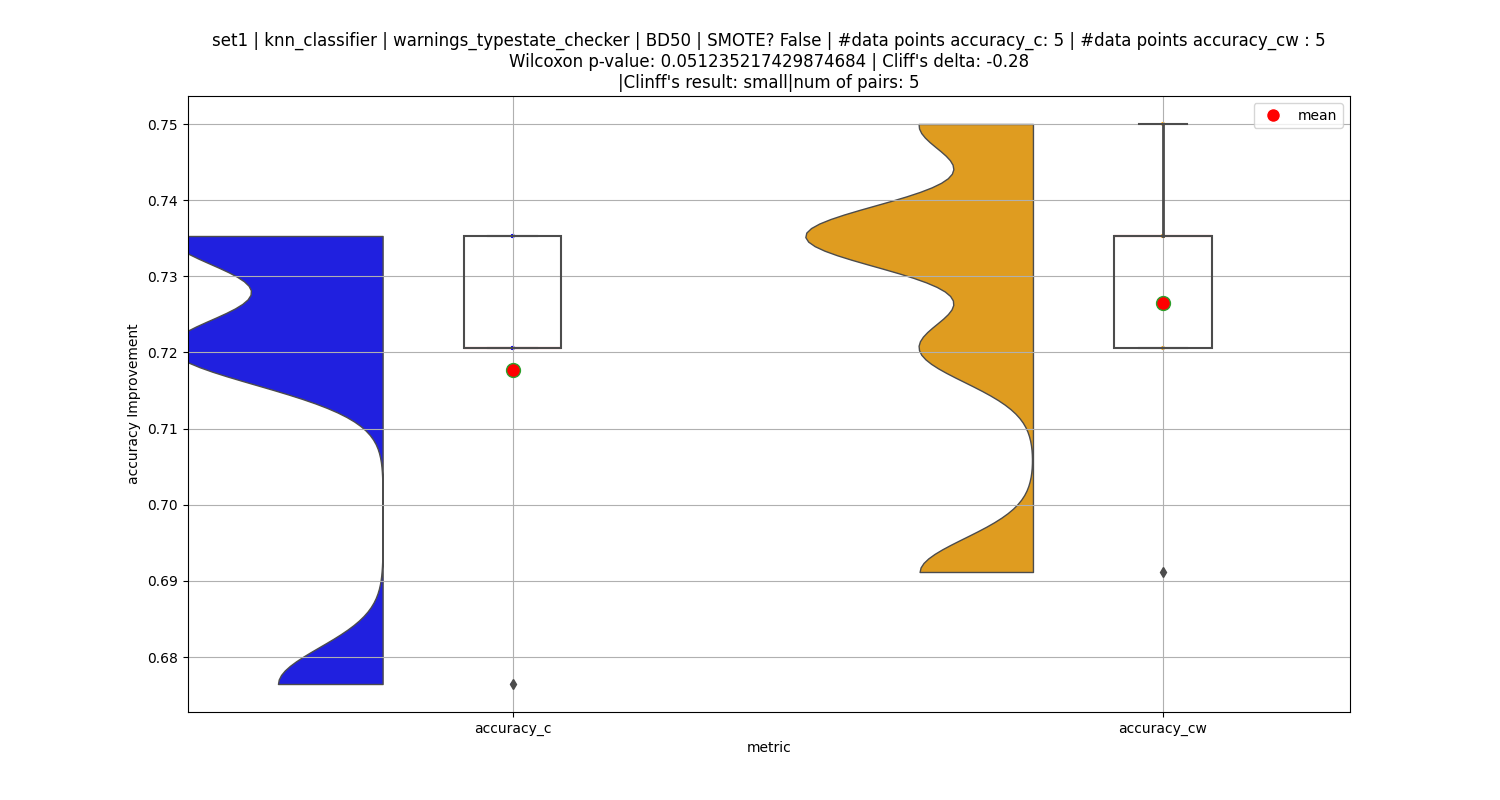 set1 | knn_classifier | warnings_typestate_checker | BD50 | SMOTE? False | #data points accuracy_c: 5 | #data points accuracy_cw : 5
Wilcoxon p-value: 0.051235217429874684 | Cliff's delta: -0.28
|Clinff's result: small|num of pairs: 5
mean
0.75
0.74
0.73
0.72
0.71
0.70
0.69
0.68
accuracy Improvement
accuracy_c
accuracy_cw
metric